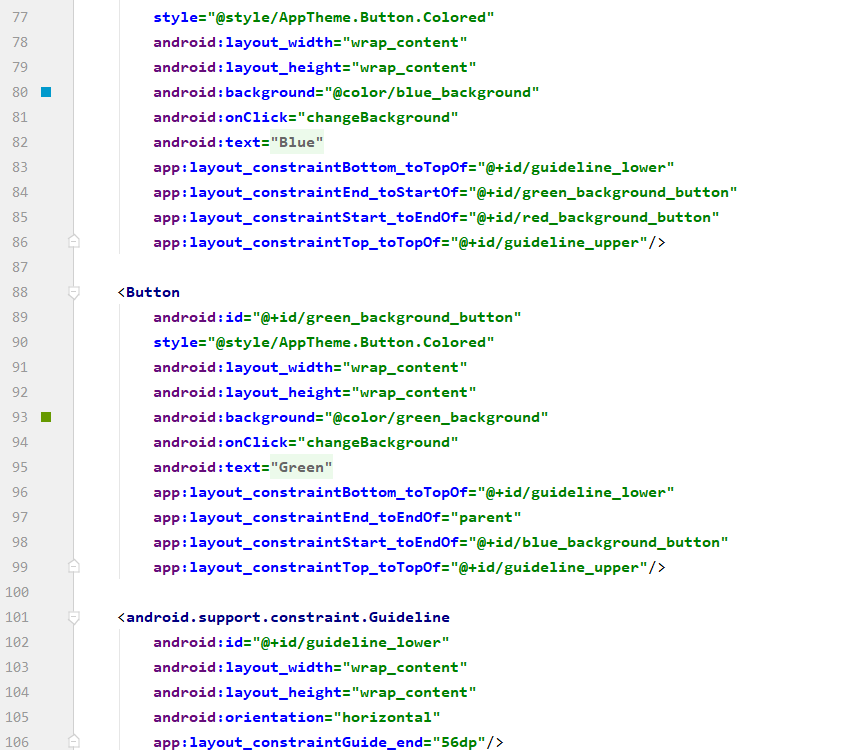 77 style="@style/AppTheme.Button.Colored"
78 android:layout_width="wrap_content"
79 android:layout_height="wrap_content"
80 android:background="@color/blue_background"
81 android:onClick="changeBackground"
82 android:text="Blue"
83 app:layout_constraintBottom_toTopOf="@+id/guideline_lower"
84 app:layout_constraintEnd_toStartOf="@+id/green_background_button"
85 app:layout_constraintStart_toEndOf="@+id/red_background_button"
86 app:layout_constraintTop_toTopOf="@+id/guideline_upper"/>
87
88 <Button
89 android:id="@+id/green_background_button"
90 style="@style/AppTheme.Button.Colored"
91 android:layout_width="wrap_content"
92 android:layout_height="wrap_content"
93 android:background="@color/green_background"
94 android:onClick="changeBackground"
95 android:text="Green"
96 app:layout_constraintBottom_toTopOf="@+id/guideline_lower"
97 app:layout_constraintEnd_toEndOf="parent"
98 app:layout_constraintStart_toEndOf="@+id/blue_background_button"
99 app:layout_constraintTop_toTopOf="@+id/guideline_upper"/>
100
101 <android.support.constraint.Guideline
102 android:id="@+id/guideline_lower"
103 android:layout_width="wrap_content"
104 android:layout_height="wrap_content"
105 android:orientation="horizontal"
106 app:layout_constraintGuide_end="56dp"/>